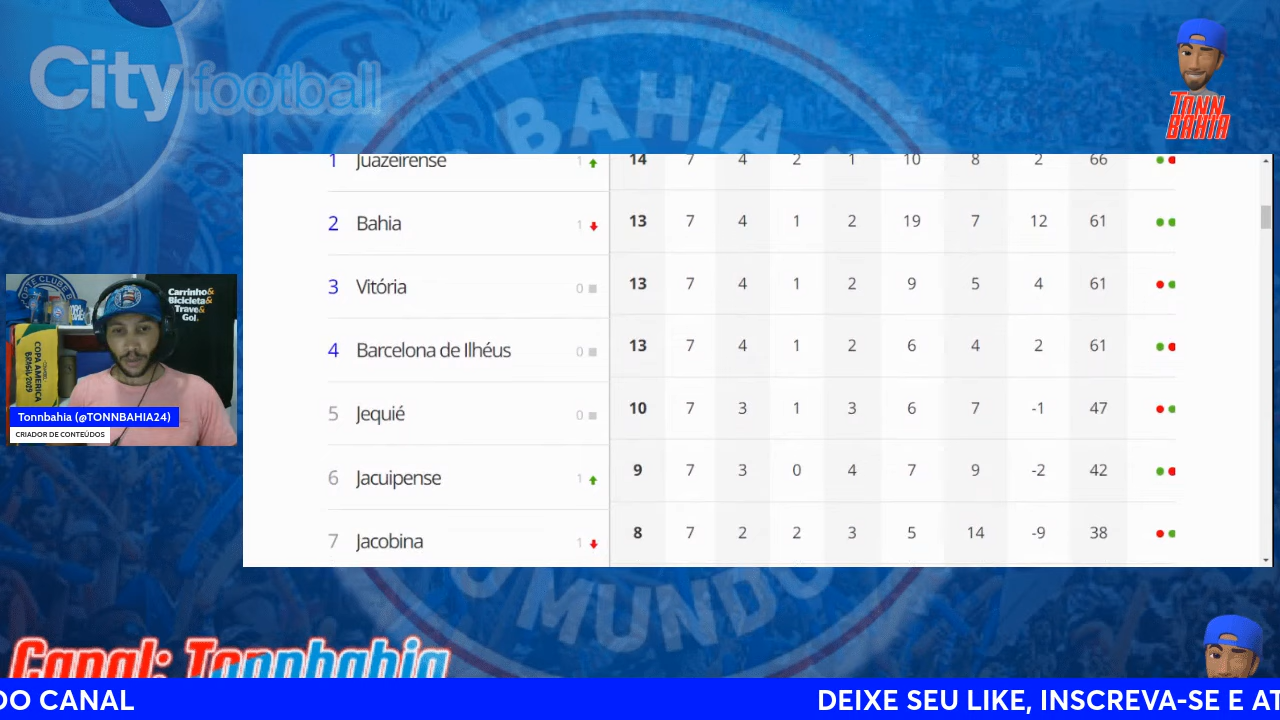 City football
TONN
BAHIA
BAHIA
1 Juazeirense 1 14 7 4 2 1 10 8 2 66
2 Bahia 1 13 7 4 1 2 19 7 12 61
3 Vitória 0 13 7 4 1 2 9 5 4 61
4 Barcelona de Ilhéus 0 13 7 4 1 2 6 4 2 61
5 Jequié 0 10 7 3 1 3 6 7 -1 47
6 Jacuipense 1 9 7 3 0 4 7 9 -2 42
7 Jacobina 1 8 7 2 2 3 5 14 -9 38
Carrinho&
Bicicleta&
Trave&
Gol.
COPA AMERICA
BRASIL 2019
Tonnbahia (@TONNBAHIA24)
CRIADOR DE CONTEÚDOS
O MUNDO
Canal: Tonnbahia
DO CANAL
DEIXE SEU LIKE, INSCREVA-SE E AT